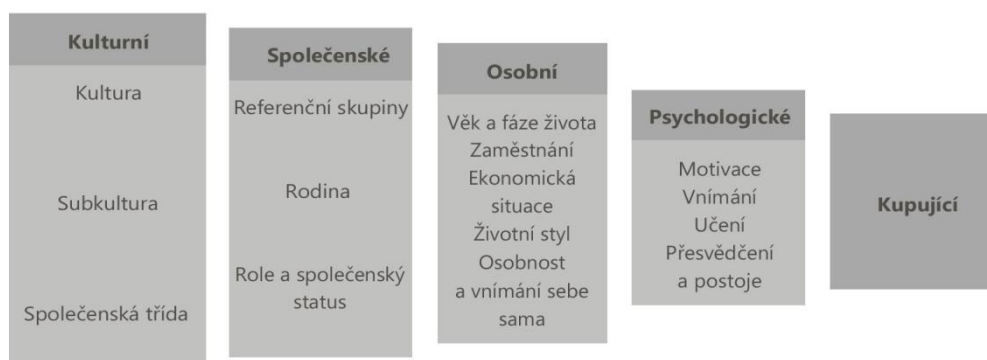 Kulturní
Kultura
Subkultura
Společenská třída
Společenské
Referenční skupiny
Rodina
Role a společenský
status
Osobní
Věk a fáze života
Zaměstnání
Ekonomická
situace
Životní styl
Osobnost
a vnímání sebe
sama
Psychologické
Motivace
Vnímání
Učení
Přesvědčení
a postoje
Kupující